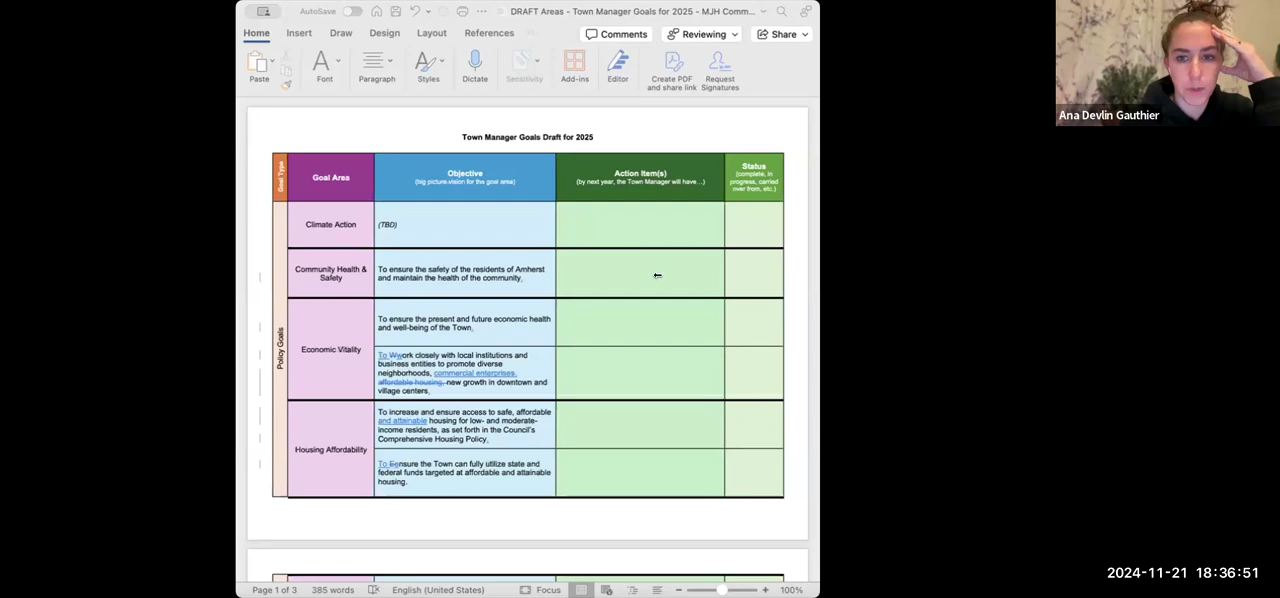 AutoSave
DRAFT Areas - Town Manager Goals for 2025 - MJH Comm...
Home
Insert
Draw
Design
Layout
References
Comments
Reviewing
Share
Paste
Font
Paragraph
Styles
Dictate
Sensitivity
Add-ins
Editor
Create PDF
and share link
Request
Signatures
Town Manager Goals Draft for 2025
Goal Type
Goal Area
Objective
(big picture vision for the goal area)
Action Item(s)
(by next year, the Town Manager will have...)
Status
(complete, in
progress, carried
over from, etc.)
Policy Goals
Climate Action
(TBD)
Community Health &
Safety
To ensure the safety of the residents of Amherst
and maintain the health of the community.
Economic Vitality
To ensure the present and future economic health
and well-being of the Town.
To Wwork closely with local institutions and
business entities to promote diverse
neighborhoods, commercial enterprises,
affordable housing, new growth in downtown and
village centers.
Housing Affordability
To increase and ensure access to safe, affordable
and attainable housing for low- and moderate-
income residents, as set forth in the Council's
Comprehensive Housing Policy.
To Eensure the Town can fully utilize state and
federal funds targeted at affordable and attainable
housing.
Page 1 of 3
385 words
English (United States)
Focus
100%
Ana Devlin Gauthier
2024-11-21 18:36:51